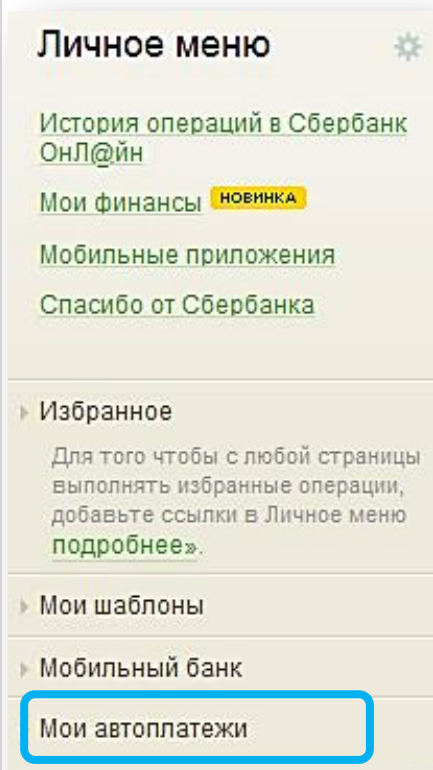 Личное меню
История операций в Сбербанк
ОнЛ@йн
Мои финансы НОВИНКА
Мобильные приложения
Спасибо от Сбербанка
Избранное
Для того чтобы с любой страницы
выполнять избранные операции,
добавьте ссылки в Личное меню
подробнее».
Мои шаблоны
Мобильный банк
Мои автоплатежи